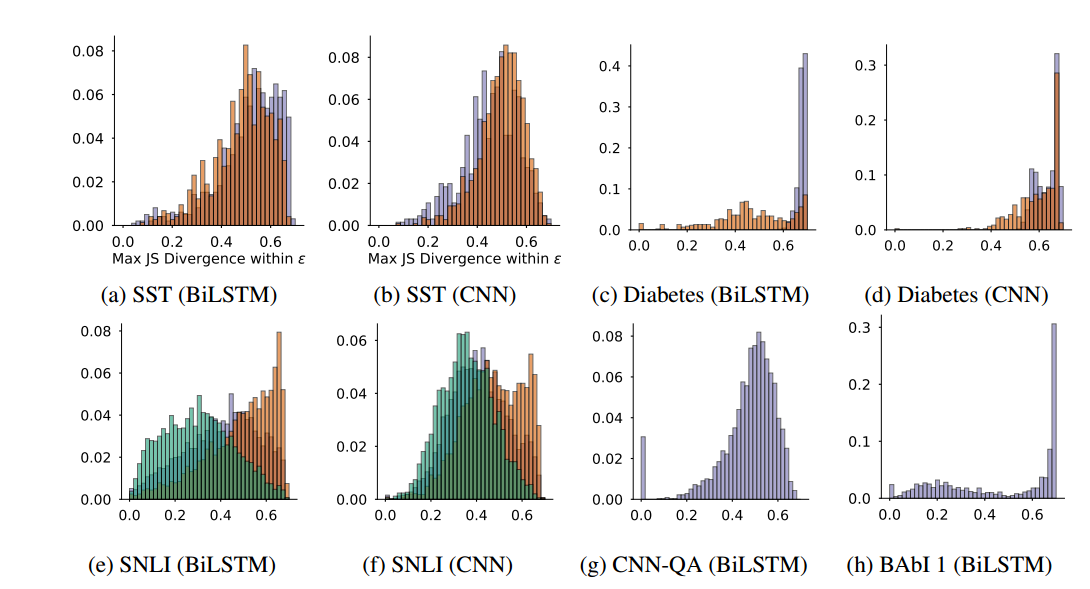 0.08
0.06
0.04
0.02
0.00
0.0 0.2 0.4 0.6
Max JS Divergence within ε
(a) SST (BiLSTM)
0.08
0.06
0.04
0.02
0.00
0.0 0.2 0.4 0.6
Max JS Divergence within ε
(b) SST (CNN)
0.4
0.3
0.2
0.1
0.0
0.0 0.2 0.4 0.6
(c) Diabetes (BiLSTM)
0.3
0.2
0.1
0.0
0.0 0.2 0.4 0.6
(d) Diabetes (CNN)
0.08
0.06
0.04
0.02
0.00
0.0 0.2 0.4 0.6
(e) SNLI (BiLSTM)
0.06
0.04
0.02
0.00
0.0 0.2 0.4 0.6
(f) SNLI (CNN)
0.08
0.06
0.04
0.02
0.00
0.0 0.2 0.4 0.6
(g) CNN-QA (BiLSTM)
0.3
0.2
0.1
0.0
0.0 0.2 0.4 0.6
(h) BAbI 1 (BiLSTM)